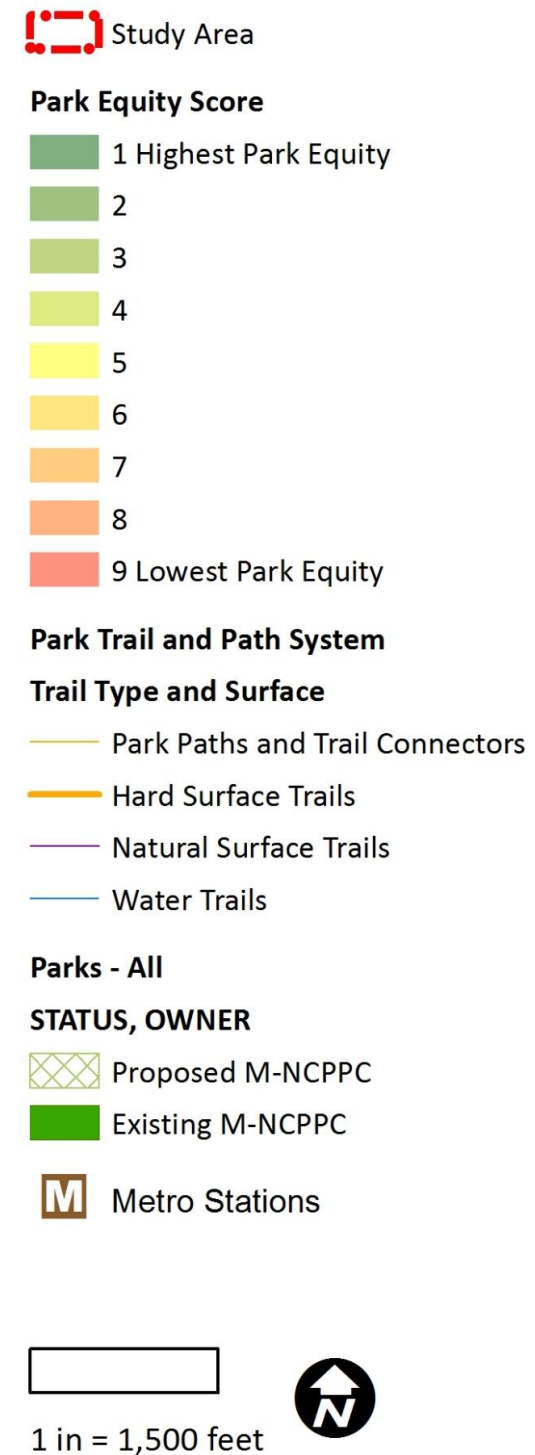 Study Area
Park Equity Score
1 Highest Park Equity
2
3
4
5
6
7
8
9 Lowest Park Equity
Park Trail and Path System
Trail Type and Surface
Park Paths and Trail Connectors
Hard Surface Trails
Natural Surface Trails
Water Trails
Parks - All
STATUS, OWNER
Proposed M-NCPPC
Existing M-NCPPC
M Metro Stations
N
1 in = 1,500 feet